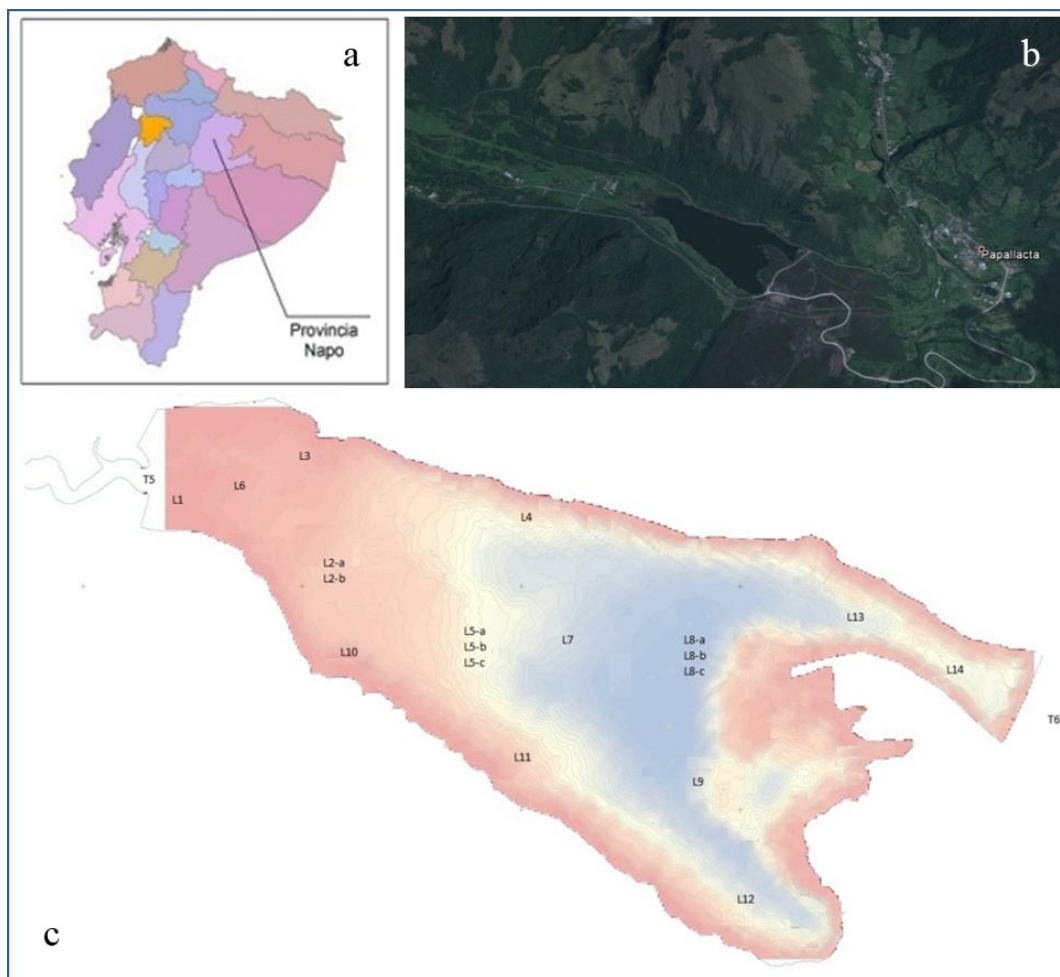 a
Provincia
Napo
b
Papallacta
T5
L1
L6
L3
L4
L2-a
L2-b
L10
L5-a
L5-b
L5-c
L7
L8-a
L8-b
L8-c
L13
L14
T6
L11
L9
L12
c